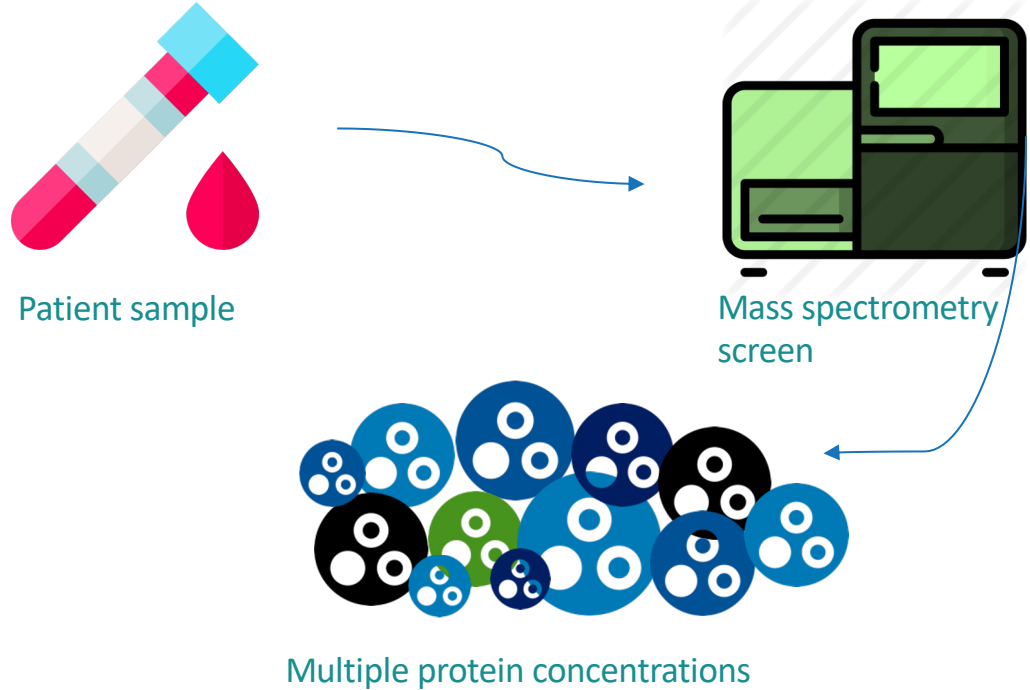 Patient sample
Mass spectrometry
screen
Multiple protein concentrations